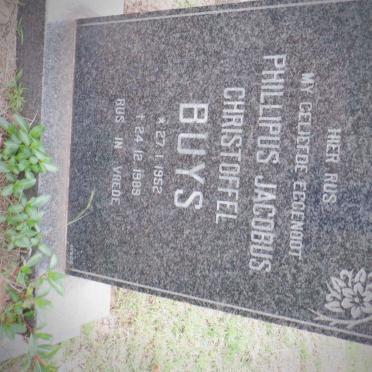 HIER RUS
MY GELIEFDE EGGENOOT
PHILLIPUS JACOBUS
CHRISTOFFEL
BUYS
★ 27.1.1952
† 24.12.1989
RUS IN VREDE